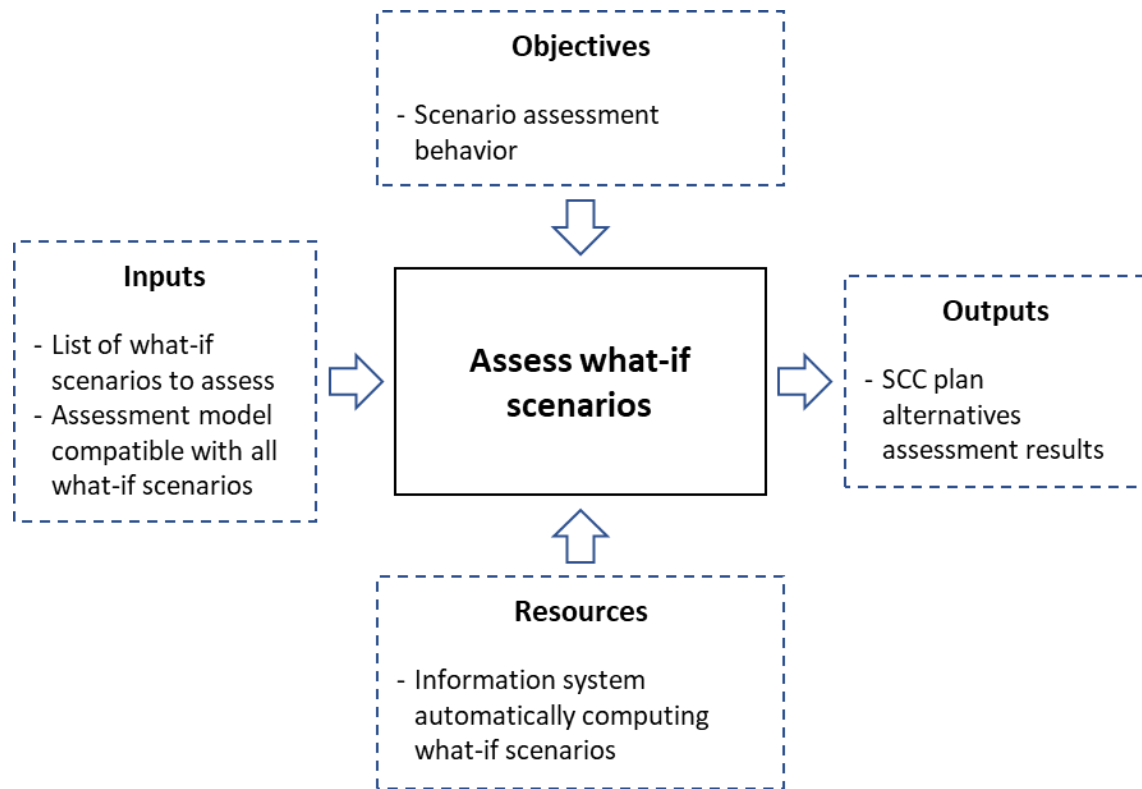 Objectives
- Scenario assessment
behavior
Inputs
- List of what-if
scenarios to assess
- Assessment model
compatible with all
what-if scenarios
Assess what-if
scenarios
Outputs
- SCC plan
alternatives
assessment results
Resources
- Information system
automatically computing
what-if scenarios